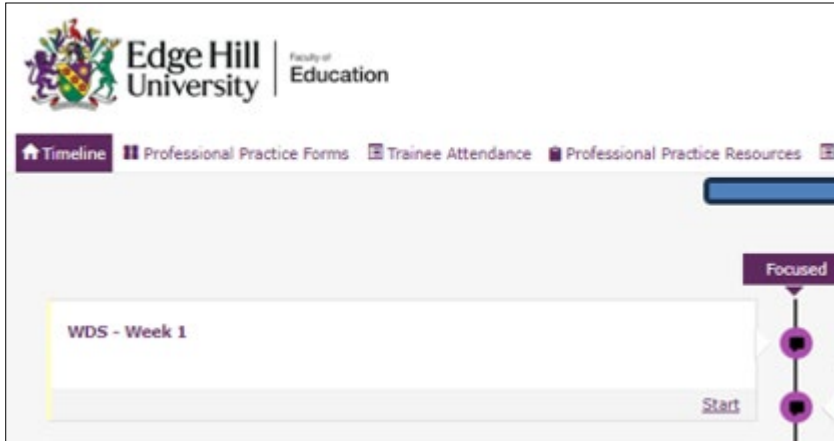 Edge Hill
University
Faculty of
Education
Timeline Professional Practice Forms Trainee Attendance Professional Practice Resources
Focused
WDS - Week 1
Start